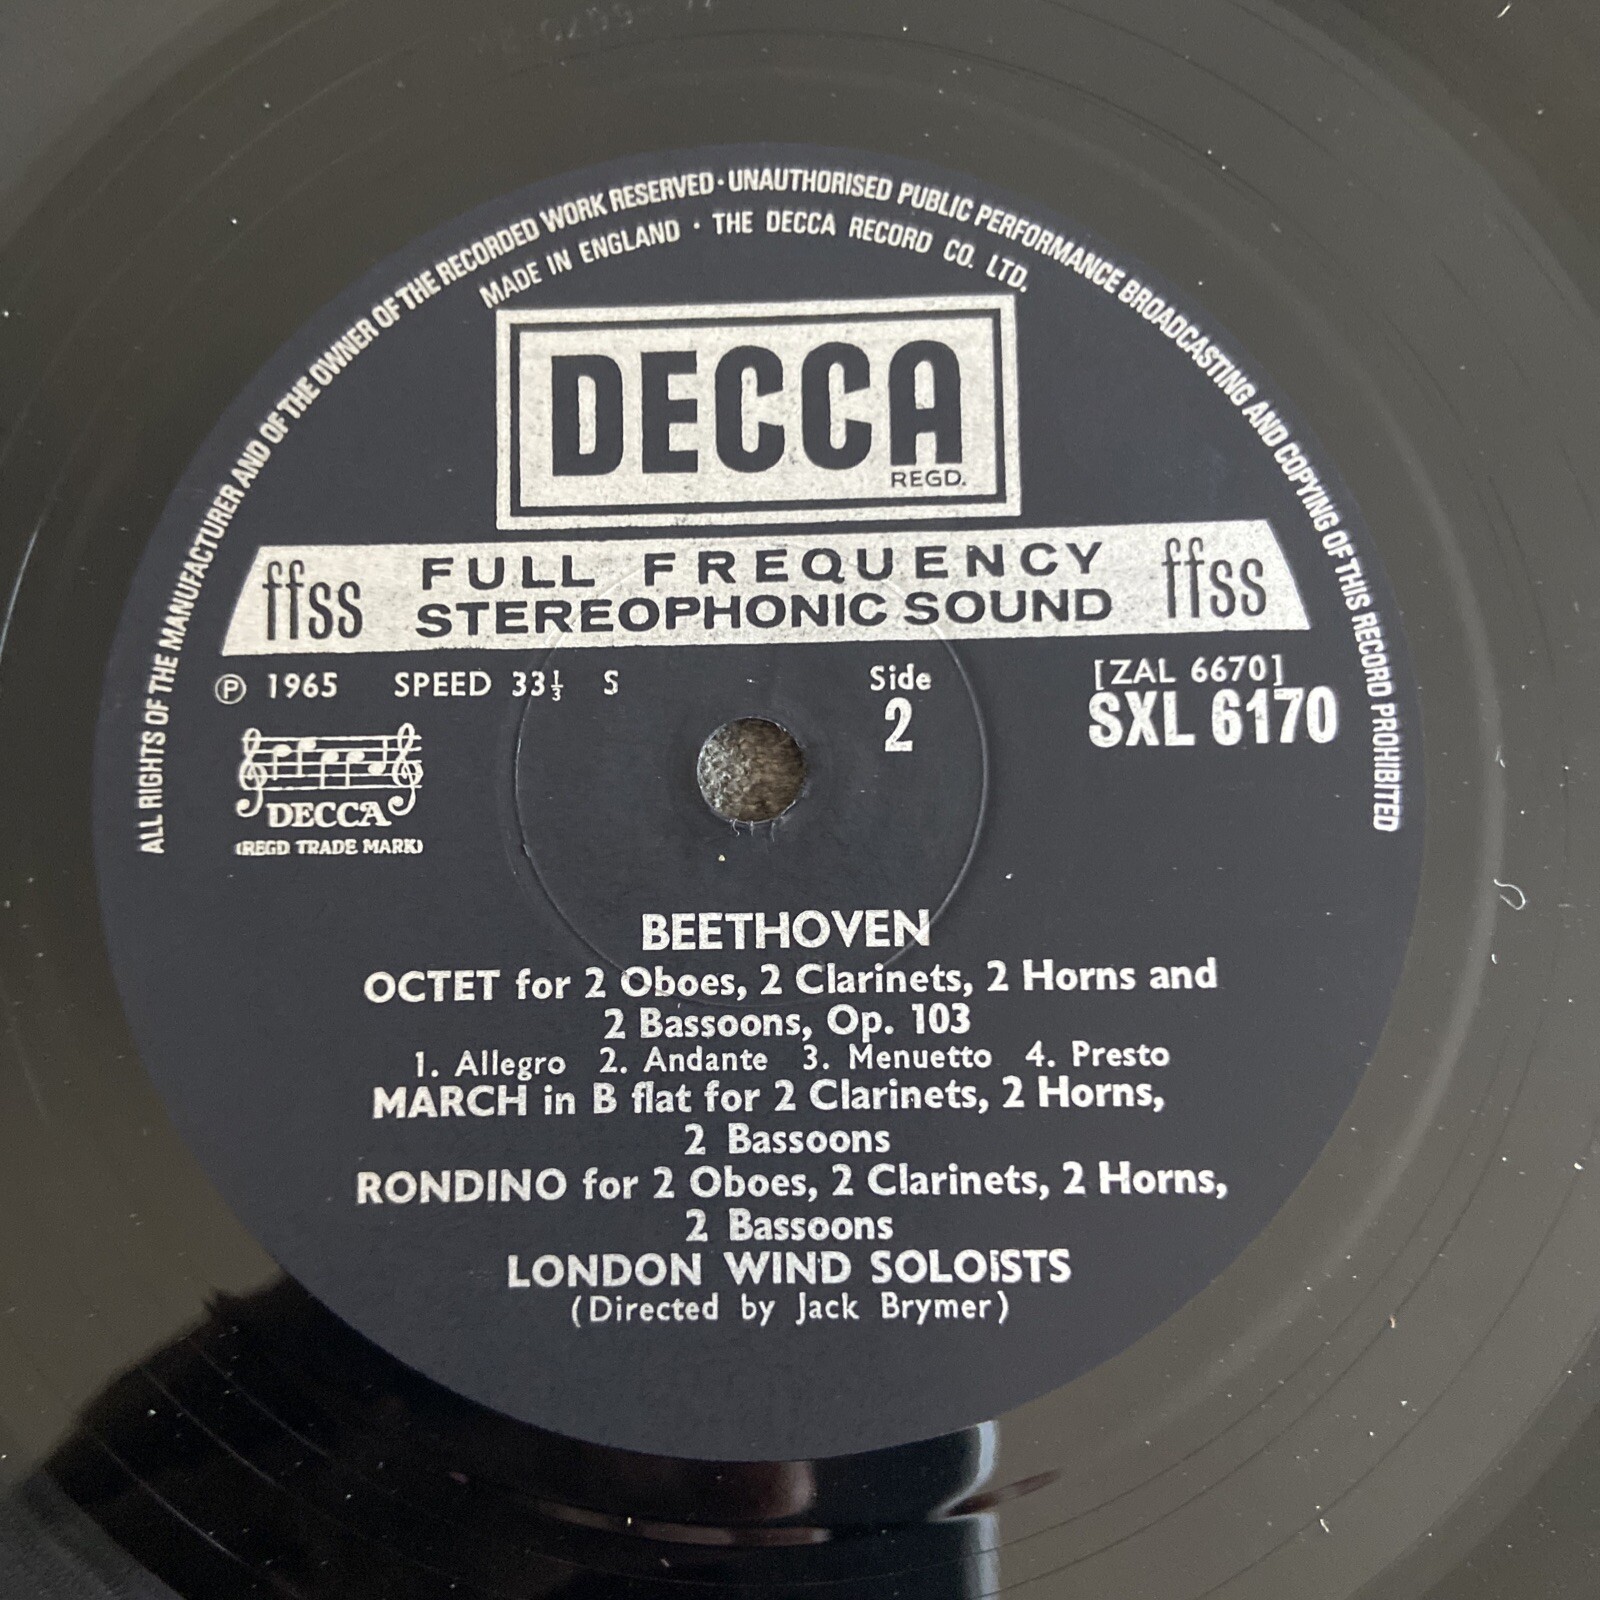 ALL RIGHTS OF THE MANUFACTURER AND OF THE OWNER OF THE RECORDED WORK RESERVED · UNAUTHORISED PUBLIC PERFORMANCE BROADCASTING AND COPYING OF THIS RECORD PROHIBITED
MADE IN ENGLAND · THE DECCA RECORD CO. LTD.
DECCA
REGD.
ffss FULL FREQUENCY ffss
STEREOPHONIC SOUND
℗ 1965 SPEED 33⅓ S
Side
2
[ZAL 6670]
SXL 6170
DECCA
(REGD TRADE MARK)
BEETHOVEN
OCTET for 2 Oboes, 2 Clarinets, 2 Horns and
2 Bassoons, Op. 103
1. Allegro 2. Andante 3. Menuetto 4. Presto
MARCH in B flat for 2 Clarinets, 2 Horns,
2 Bassoons
RONDINO for 2 Oboes, 2 Clarinets, 2 Horns,
2 Bassoons
LONDON WIND SOLOiSTS
(Directed by Jack Brymer)